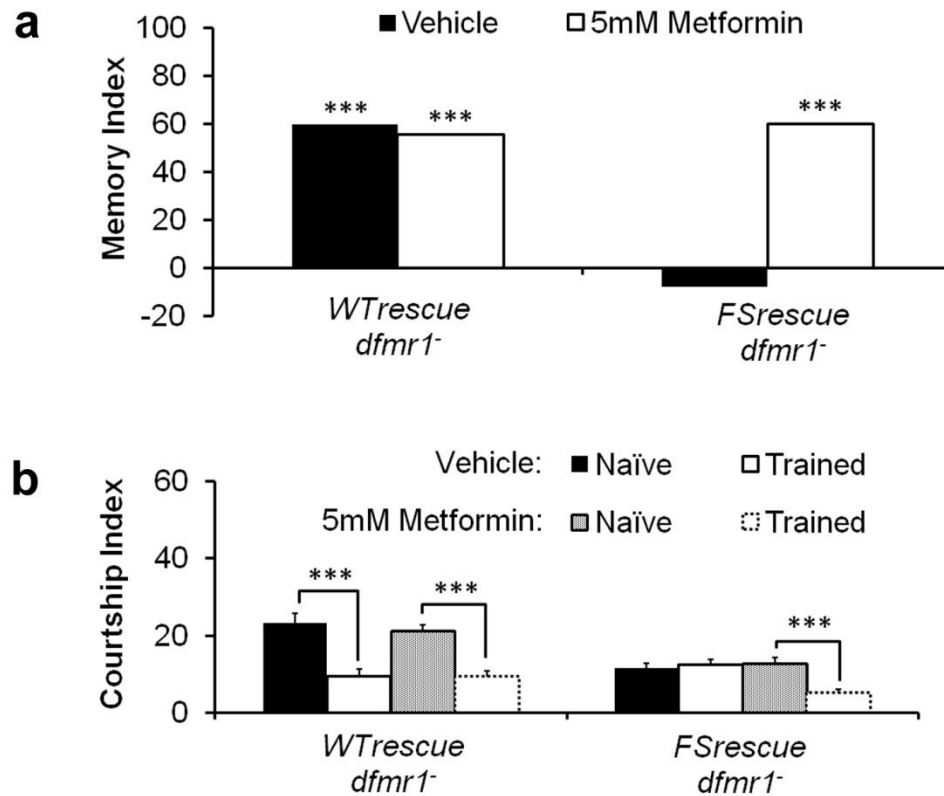 a
Vehicle 5mM Metformin
Memory Index
100
80
60
40
20
0
-20
*** *** ***
WTrescue FSrescue
dfmr1- dfmr1-
b
Vehicle: Naïve Trained
5mM Metformin: Naïve Trained
Courtship Index
60
40
20
0
*** *** ***
WTrescue FSrescue
dfmr1- dfmr1-